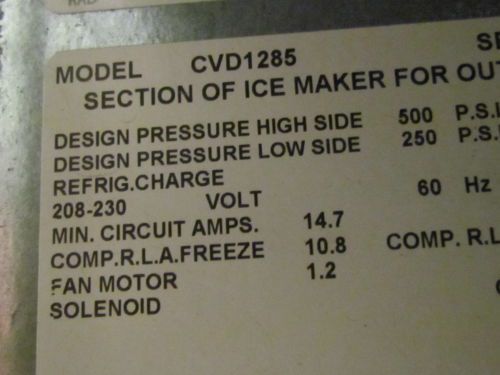 MODEL CVD1285 SE
SECTION OF ICE MAKER FOR OUT
DESIGN PRESSURE HIGH SIDE 500 P.S.I
DESIGN PRESSURE LOW SIDE 250 P.S.
REFRIG.CHARGE
208-230 VOLT 60 Hz
MIN. CIRCUIT AMPS. 14.7
COMP.R.L.A.FREEZE 10.8 COMP. R.L
FAN MOTOR 1.2
SOLENOID